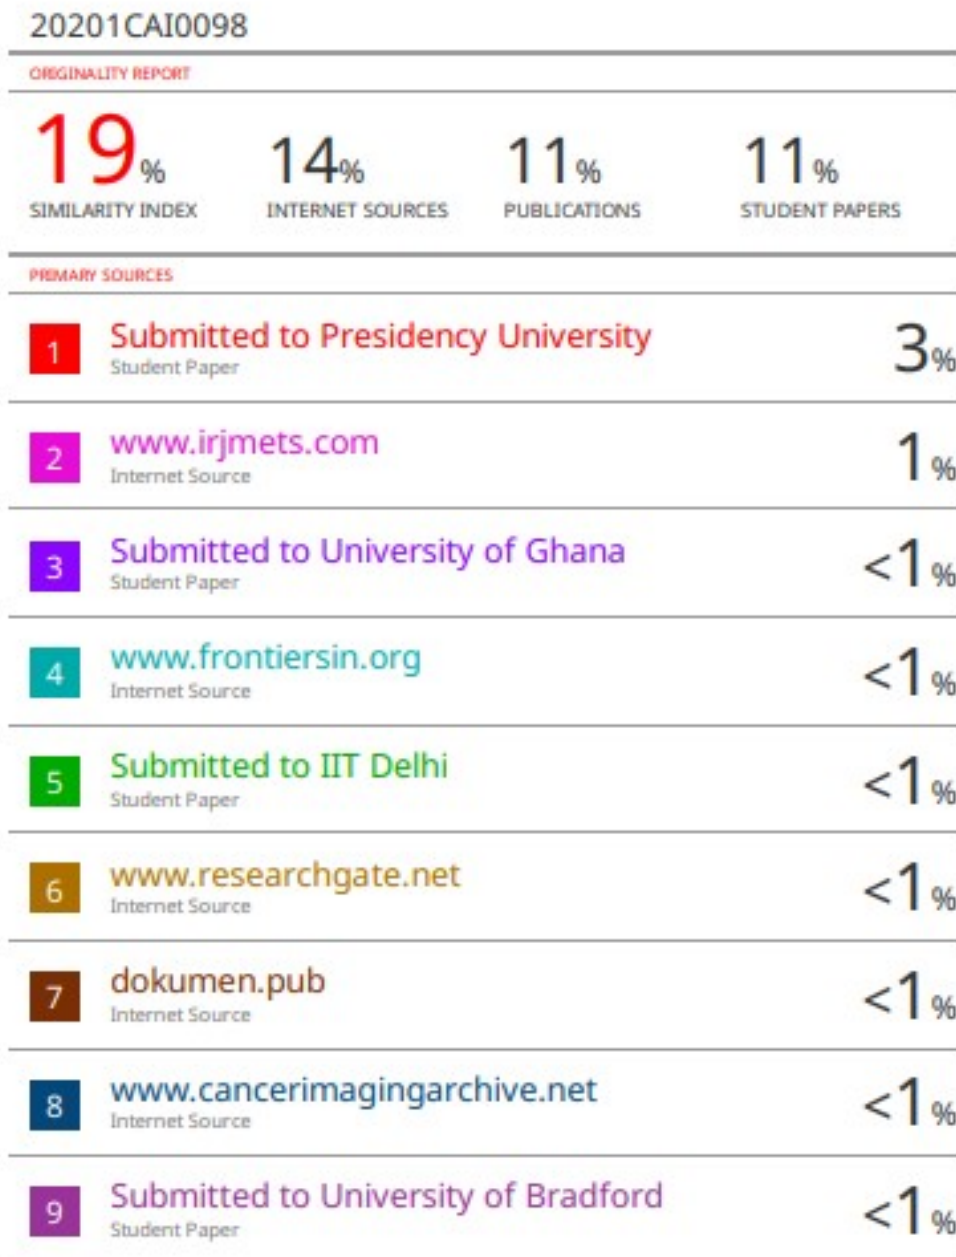 20201CAI0098
ORIGINALITY REPORT
19% 14% 11% 11%
SIMILARITY INDEX INTERNET SOURCES PUBLICATIONS STUDENT PAPERS
PRIMARY SOURCES
1 Submitted to Presidency University 3%
Student Paper
2 www.irjmets.com 1%
Internet Source
3 Submitted to University of Ghana <1%
Student Paper
4 www.frontiersin.org <1%
Internet Source
5 Submitted to IIT Delhi <1%
Student Paper
6 www.researchgate.net <1%
Internet Source
7 dokumen.pub <1%
Internet Source
8 www.cancerimagingarchive.net <1%
Internet Source
9 Submitted to University of Bradford <1%
Student Paper